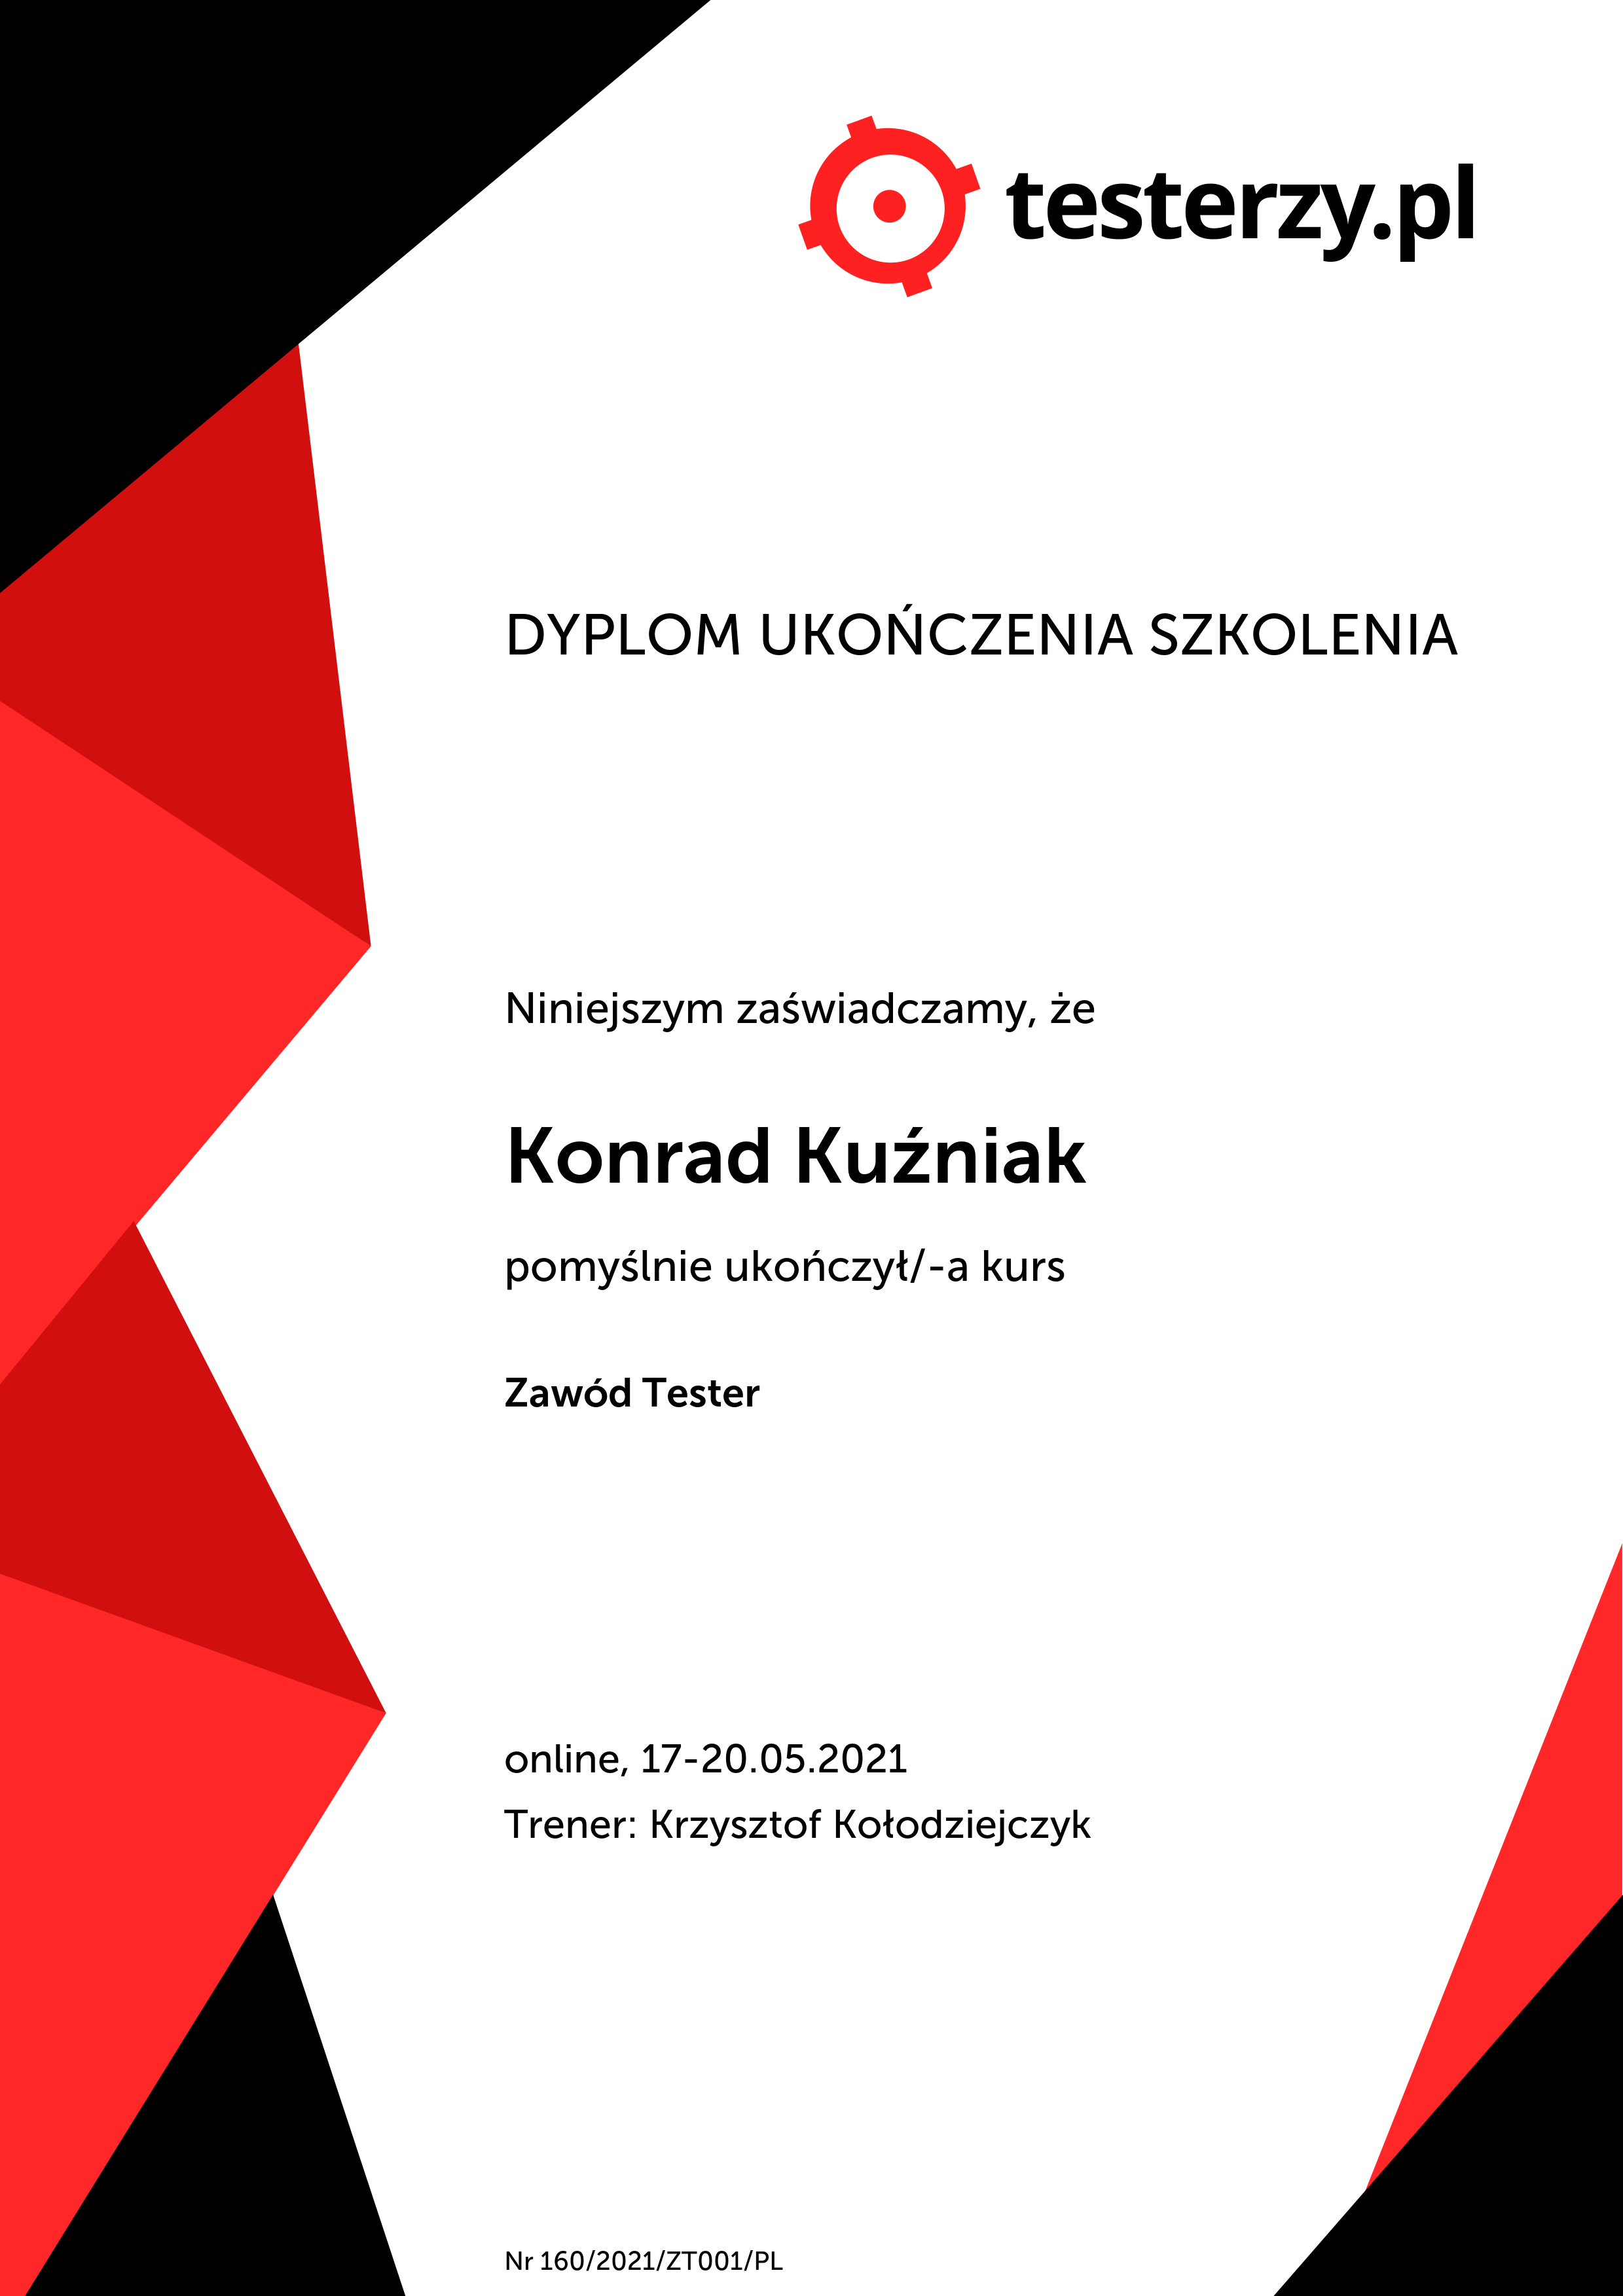 testerzy.pl
DYPLOM UKOŃCZENIA SZKOLENIA
Niniejszym zaświadczamy, że
Konrad Kuźniak
pomyślnie ukończył/-a kurs
Zawód Tester
online, 17-20.05.2021
Trener: Krzysztof Kołodziejczyk
Nr 160/2021/ZT001/PL